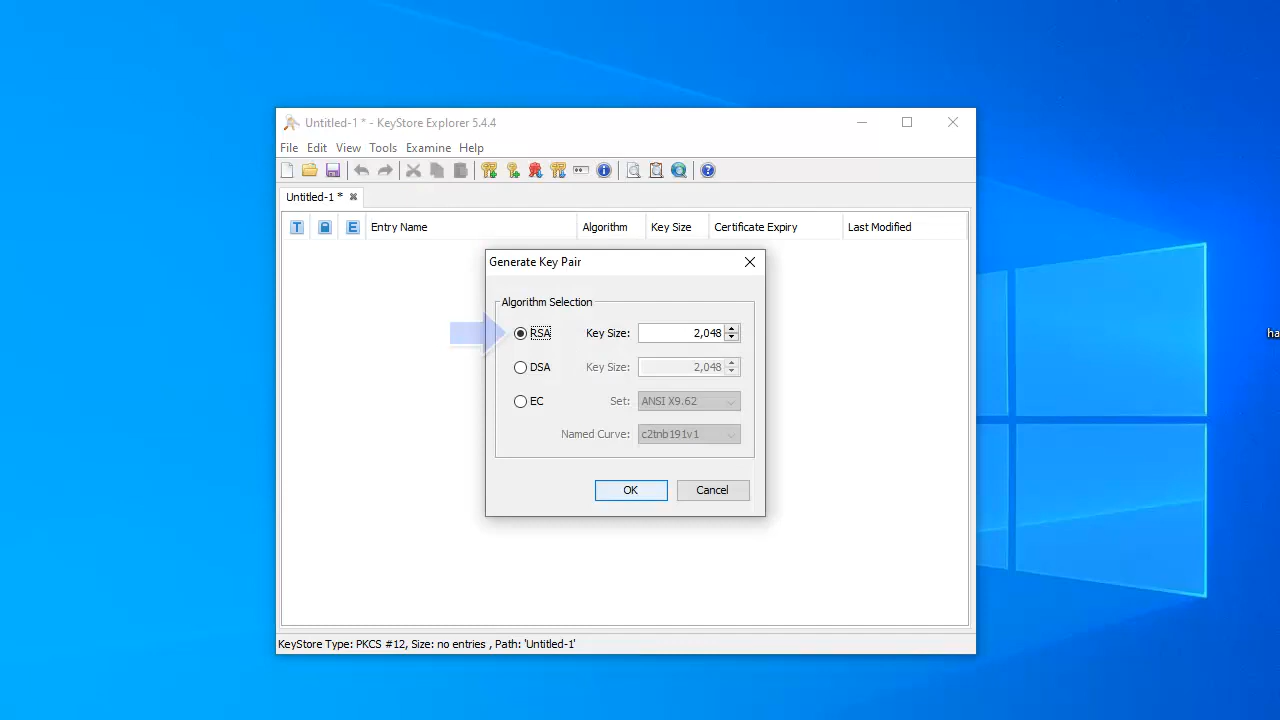 Untitled-1 * - KeyStore Explorer 5.4.4
File Edit View Tools Examine Help
Untitled-1 *
T E Entry Name Algorithm Key Size Certificate Expiry Last Modified
Generate Key Pair
Algorithm Selection
RSA Key Size: 2,048
DSA Key Size: 2,048
EC Set: ANSI X9.62
Named Curve: c2tnb191v1
OK Cancel
KeyStore Type: PKCS #12, Size: no entries , Path: 'Untitled-1'
ha